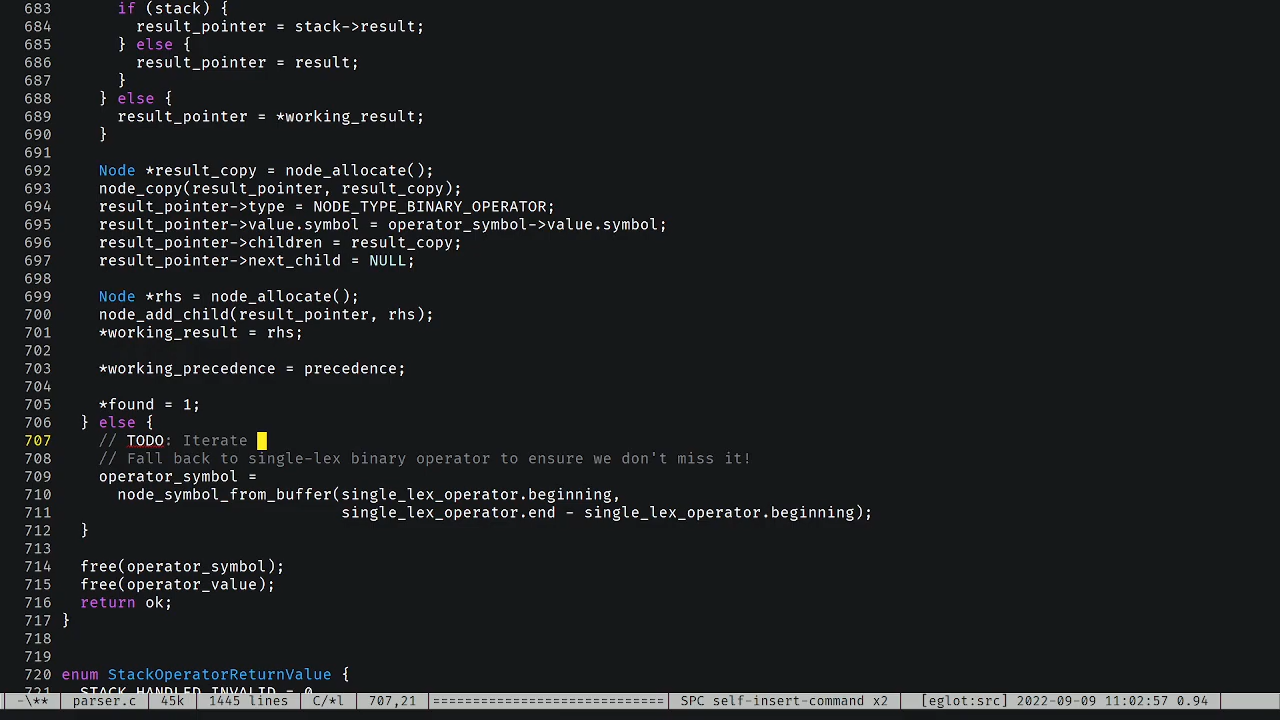 683       if (stack) {
684         result_pointer = stack->result;
685       } else {
686         result_pointer = result;
687       }
688     } else {
689       result_pointer = *working_result;
690     }
691
692     Node *result_copy = node_allocate();
693     node_copy(result_pointer, result_copy);
694     result_pointer->type = NODE_TYPE_BINARY_OPERATOR;
695     result_pointer->value.symbol = operator_symbol->value.symbol;
696     result_pointer->children = result_copy;
697     result_pointer->next_child = NULL;
698
699     Node *rhs = node_allocate();
700     node_add_child(result_pointer, rhs);
701     *working_result = rhs;
702
703     *working_precedence = precedence;
704
705     *found = 1;
706   } else {
707     // TODO: Iterate
708     // Fall back to single-lex binary operator to ensure we don't miss it!
709     operator_symbol =
710       node_symbol_from_buffer(single_lex_operator.beginning,
711                               single_lex_operator.end - single_lex_operator.beginning);
712   }
713
714   free(operator_symbol);
715   free(operator_value);
716   return ok;
717 }
718
719
720 enum StackOperatorReturnValue {
721   STACK_HANDLED_INVALID = 0
-\** parser.c 45k 1445 lines C/*l 707,21 ========================= SPC self-insert-command x2 [eglot:src] 2022-09-09 11:02:57 0.94